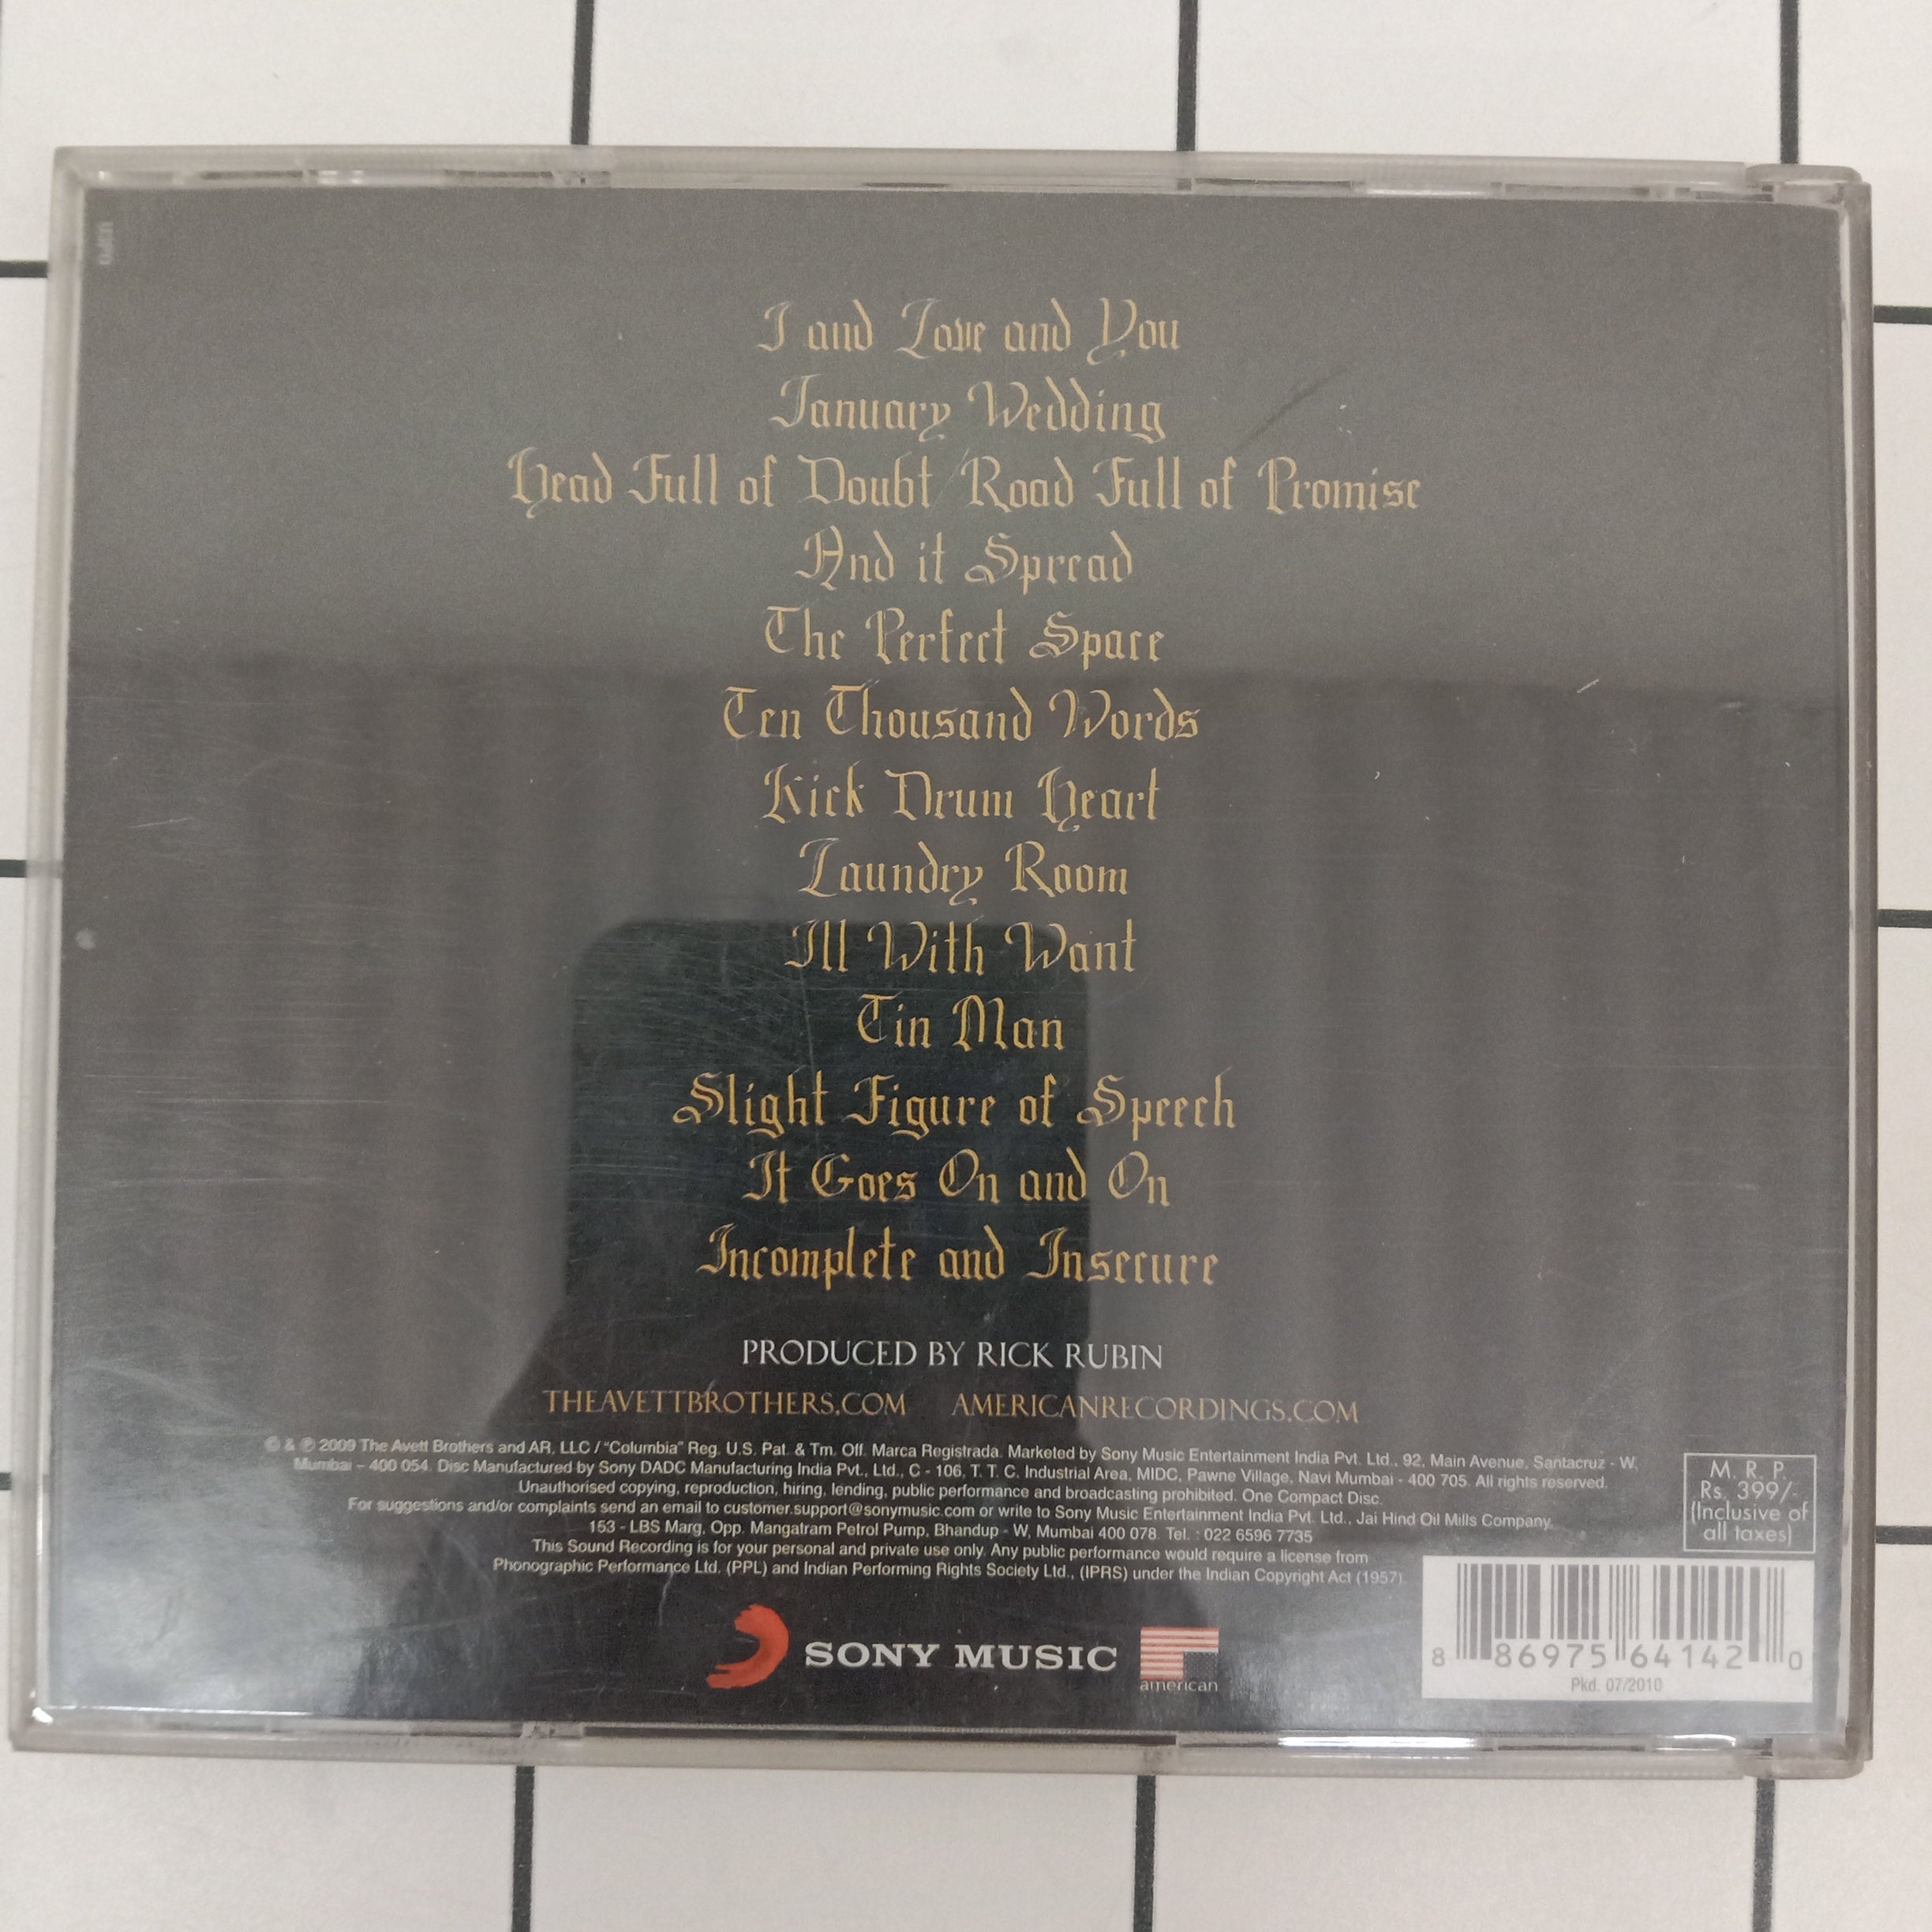 I and Love and You
January Wedding
Head Full of Doubt/Road Full of Promise
And it Spread
The Perfect Space
Ten Thousand Words
Kick Drum Heart
Laundry Room
Ill With Want
Tin Man
Slight Figure of Speech
It Goes On and On
Incomplete and Insecure
PRODUCED BY RICK RUBIN
THEAVETTBROTHERS.COM AMERICANRECORDINGS.COM
© & ℗ 2009 The Avett Brothers and AR, LLC / "Columbia" Reg. U.S. Pat. & Tm. Off. Marca Registrada. Marketed by Sony Music Entertainment India Pvt. Ltd., 92, Main Avenue, Santacruz - W,
Mumbai – 400 054. Disc Manufactured by Sony DADC Manufacturing India Pvt., Ltd., C - 106, T. T. C. Industrial Area, MIDC, Pawne Village, Navi Mumbai - 400 705. All rights reserved.
Unauthorised copying, reproduction, hiring, lending, public performance and broadcasting prohibited. One Compact Disc.
For suggestions and/or complaints send an email to customer.support@sonymusic.com or write to Sony Music Entertainment India Pvt. Ltd., Jai Hind Oil Mills Company,
153 - LBS Marg, Opp. Mangatram Petrol Pump, Bhandup - W, Mumbai 400 078. Tel. : 022 6596 7735
This Sound Recording is for your personal and private use only. Any public performance would require a license from
Phonographic Performance Ltd. (PPL) and Indian Performing Rights Society Ltd., (IPRS) under the Indian Copyright Act (1957).
M. R. P.
Rs. 399/-
(Inclusive of
all taxes)
SONY MUSIC
american
8 86975 64142 0
Pkd. 07/2010